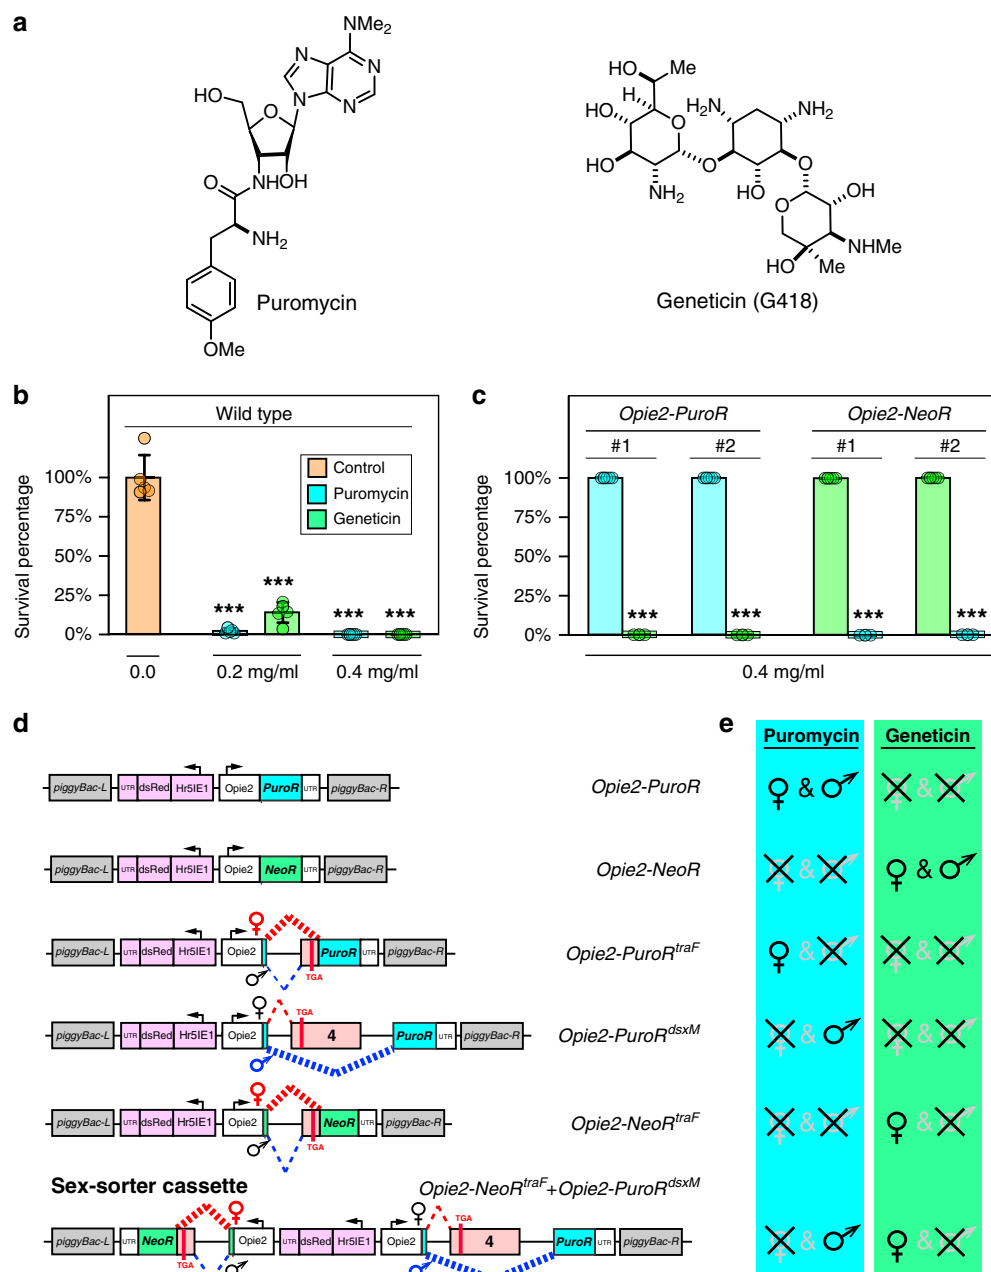 a
NMe2
N
N
N
N
HO
O
O
NH
OH
NH2
OMe
Puromycin
HO
Me
H
HO
O
H2N
NH2
HO
NH2
O
HO
O
O
OH
NHMe
HO
Me
Geneticin (G418)
b
Wild type
Survival percentage
100%
75%
50%
25%
0%
Control
Puromycin
Geneticin
***
***
***
***
0.0
0.2 mg/ml
0.4 mg/ml
c
Opie2-PuroR
Opie2-NeoR
#1
#2
#1
#2
Survival percentage
100%
75%
50%
25%
0%
***
***
***
***
0.4 mg/ml
d
piggyBac-L UTR dsRed Hr5IE1 Opie2 PuroR UTR piggyBac-R
Opie2-PuroR
piggyBac-L UTR dsRed Hr5IE1 Opie2 NeoR UTR piggyBac-R
Opie2-NeoR
♀
piggyBac-L UTR dsRed Hr5IE1 Opie2 PuroR UTR piggyBac-R
♂ TGA
Opie2-PuroRtraF
♀ TGA
piggyBac-L UTR dsRed Hr5IE1 Opie2 4 PuroR UTR piggyBac-R
♂
Opie2-PuroRdsxM
♀
piggyBac-L UTR dsRed Hr5IE1 Opie2 NeoR UTR piggyBac-R
♂ TGA
Opie2-NeoRtraF
Sex-sorter cassette
Opie2-NeoRtraF+Opie2-PuroRdsxM
♀ ♀ TGA
piggyBac-L UTR NeoR Opie2 UTR dsRed Hr5IE1 Opie2 4 PuroR UTR piggyBac-R
TGA ♂ ♂
e
Puromycin
Geneticin
♀ & ♂
♀ & ♂
♀ & ♂
♀ & ♂
♀ & ♂
♀ & ♂
♀ & ♂
♀ & ♂
♀ & ♂
♀ & ♂
♀ & ♂
♀ & ♂